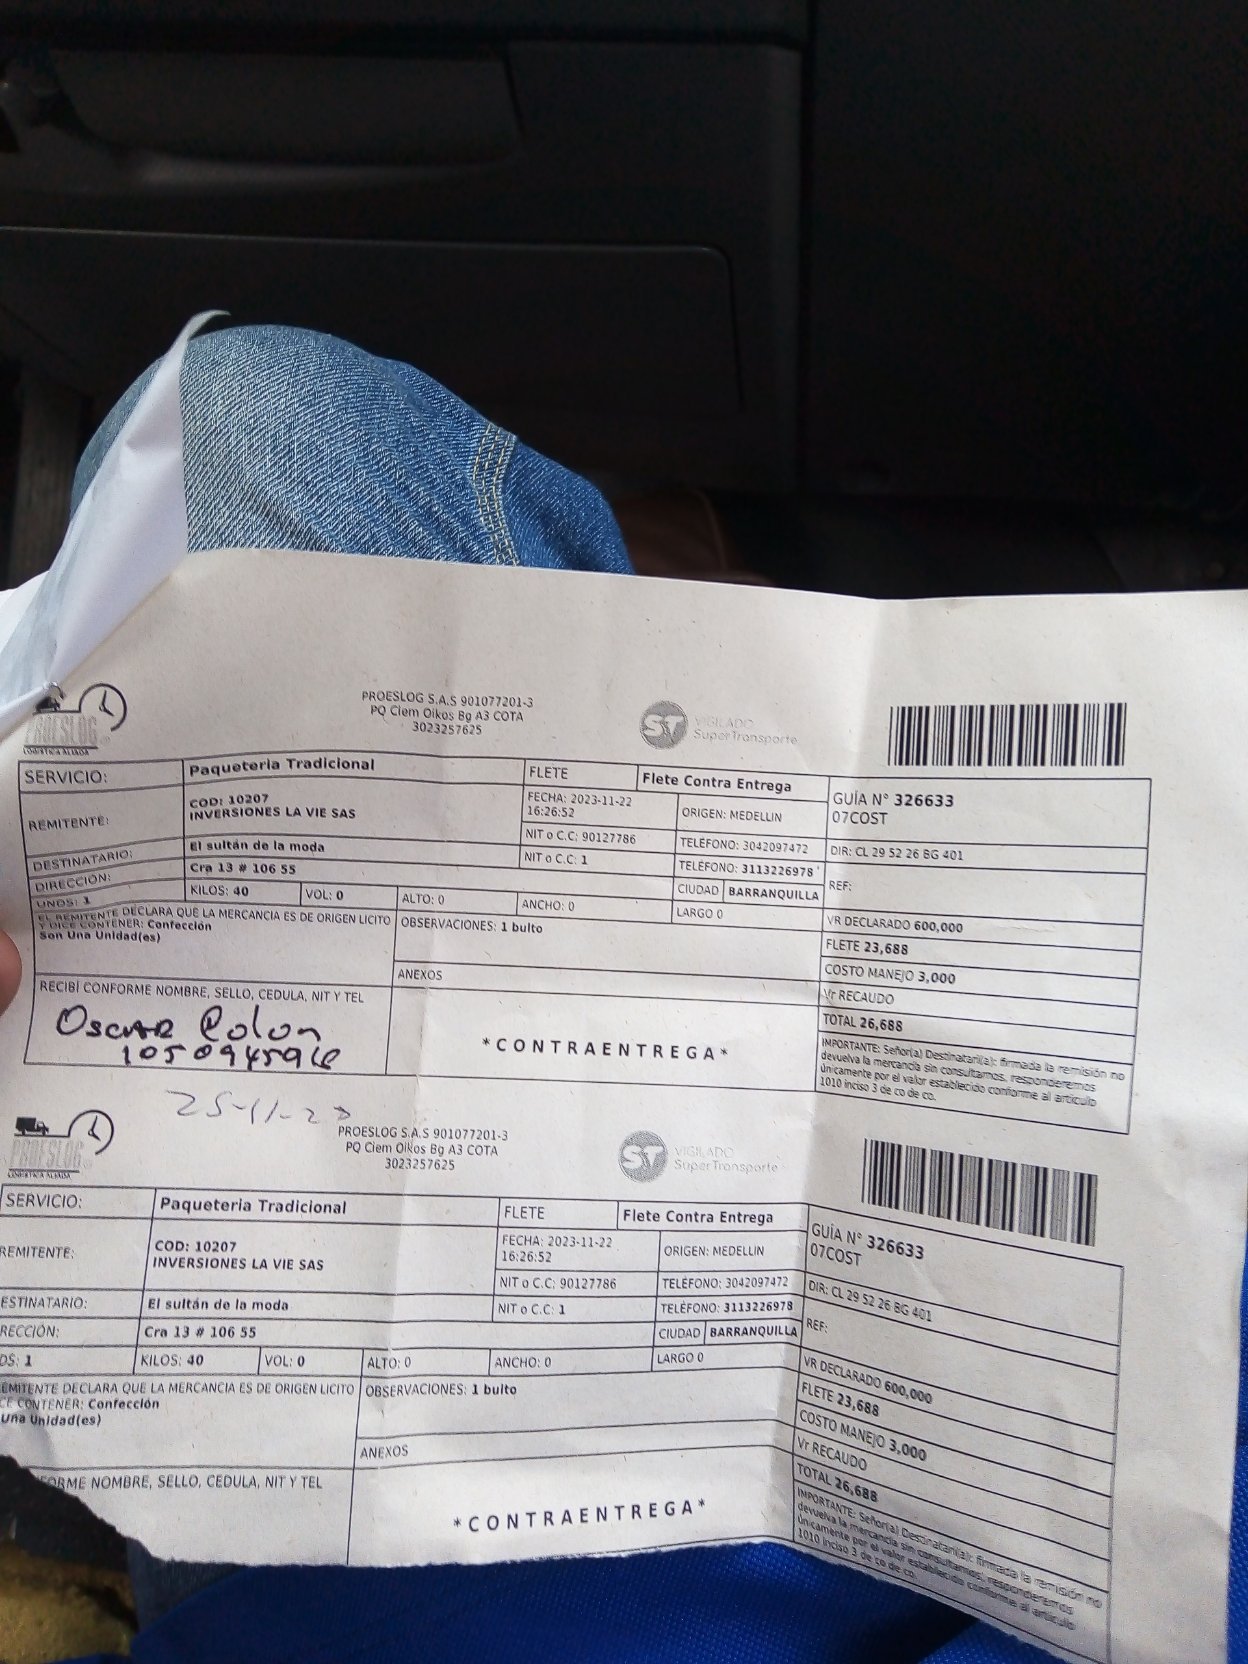 PROESLOG
LOGISTICA ALIADA
PROESLOG S.A.S 901077201-3
PQ Clem Oikos Bg A3 COTA
3023257625
ST VIGILADO
SuperTransporte
SERVICIO: Paqueteria Tradicional FLETE Flete Contra Entrega
GUÍA N° 326633
07COST
REMITENTE: COD: 10207
INVERSIONES LA VIE SAS
FECHA: 2023-11-22
16:26:52
ORIGEN: MEDELLIN
NIT o C.C: 90127786 TELÉFONO: 3042097472 DIR: CL 29 52 26 BG 401
DESTINATARIO: El sultán de la moda NIT o C.C: 1 TELÉFONO: 3113226978
DIRECCIÓN: Cra 13 # 106 55 CIUDAD BARRANQUILLA REF:
UNDS: 1 KILOS: 40 VOL: 0 ALTO: 0 ANCHO: 0 LARGO 0
EL REMITENTE DECLARA QUE LA MERCANCIA ES DE ORIGEN LICITO
Y DICE CONTENER: Confección
Son Una Unidad(es)
OBSERVACIONES: 1 bulto
ANEXOS
VR DECLARADO 600,000
FLETE 23,688
COSTO MANEJO 3,000
Vr RECAUDO
TOTAL 26,688
RECIBÍ CONFORME NOMBRE, SELLO, CEDULA, NIT Y TEL
Oscar Colon
*CONTRAENTREGA*
IMPORTANTE: Señor(a) Destinatari(a): firmada la remisión no
devuelva la mercancía sin consultarnos, responderemos
únicamente por el valor establecido conforme al artículo
1010 inciso 3 de co de co.
PROESLOG
LOGISTICA ALIADA
PROESLOG S.A.S 901077201-3
PQ Clem Oikos Bg A3 COTA
3023257625
ST VIGILADO
SuperTransporte
SERVICIO: Paqueteria Tradicional FLETE Flete Contra Entrega
GUÍA N° 326633
07COST
REMITENTE: COD: 10207
INVERSIONES LA VIE SAS
FECHA: 2023-11-22
16:26:52
ORIGEN: MEDELLIN
NIT o C.C: 90127786 TELÉFONO: 3042097472 DIR: CL 29 52 26 BG 401
ESTINATARIO: El sultán de la moda NIT o C.C: 1 TELÉFONO: 3113226978
RECCIÓN: Cra 13 # 106 55 CIUDAD BARRANQUILLA REF:
DS: 1 KILOS: 40 VOL: 0 ALTO: 0 ANCHO: 0 LARGO 0
EMITENTE DECLARA QUE LA MERCANCIA ES DE ORIGEN LICITO
CE CONTENER: Confección
Una Unidad(es)
OBSERVACIONES: 1 bulto
ANEXOS
VR DECLARADO 600,000
FLETE 23,688
COSTO MANEJO 3,000
Vr RECAUDO
TOTAL 26,688
FORME NOMBRE, SELLO, CEDULA, NIT Y TEL
*CONTRAENTREGA*
IMPORTANTE: Señor(a) Destinatari(a): firmada la remisión no
devuelva la mercancía sin consultarnos, responderemos
únicamente por el valor establecido conforme al artículo
1010 inciso 3 de co de co.